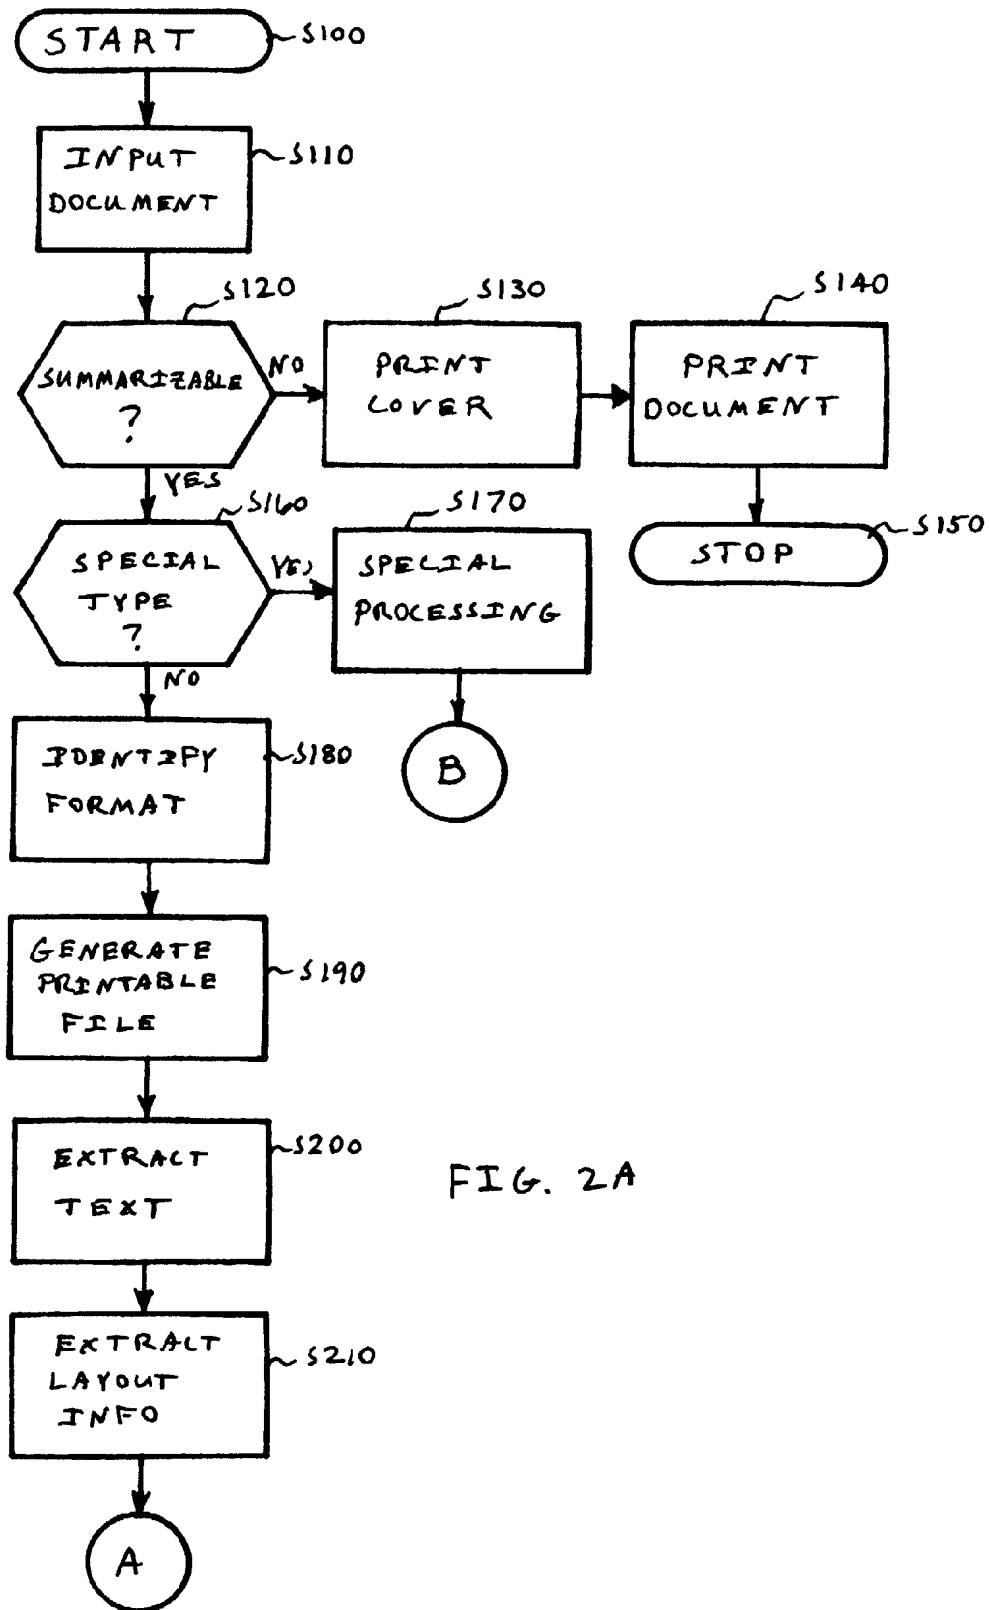 START
S100
INPUT
DOCUMENT
S110
S120
SUMMARIZABLE
?
NO
YES
S130
PRINT
COVER
S140
PRINT
DOCUMENT
STOP
S150
S160
SPECIAL
TYPE
?
YES
NO
S170
SPECIAL
PROCESSING
B
IDENTIFY
FORMAT
S180
GENERATE
PRINTABLE
FILE
S190
EXTRACT
TEXT
S200
FIG. 2A
EXTRACT
LAYOUT
INFO
S210
A